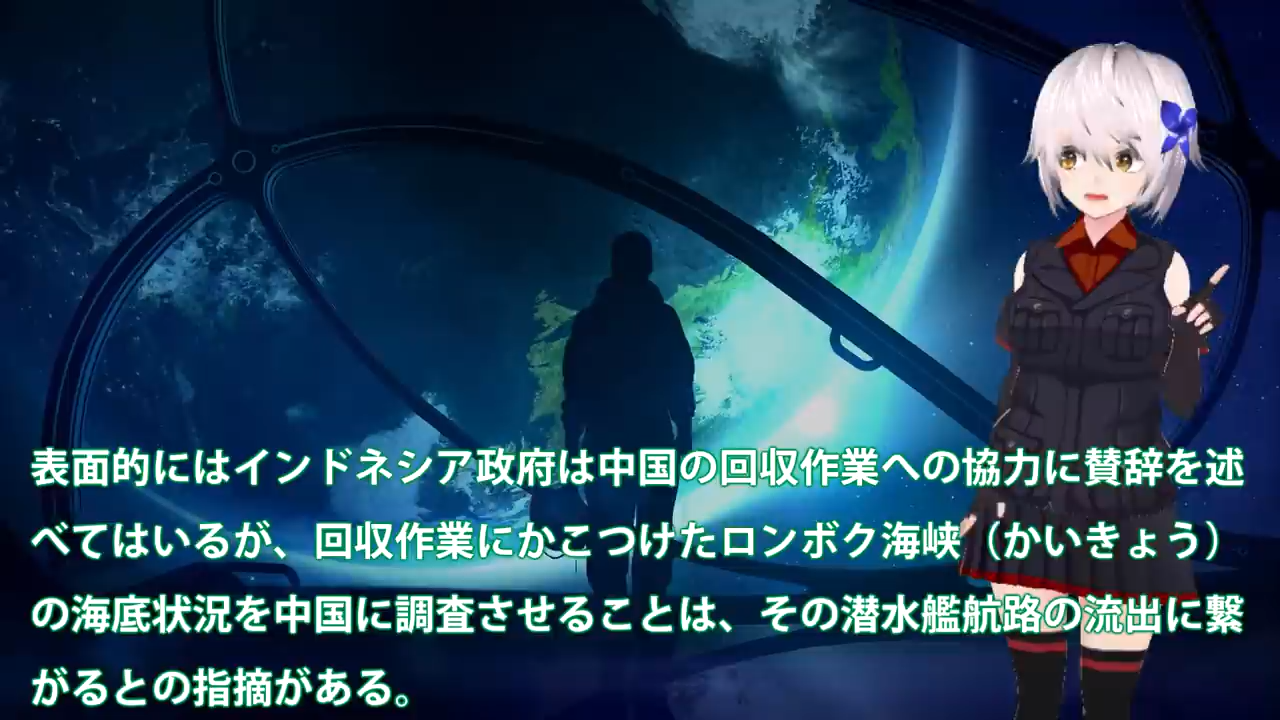 表面的にはインドネシア政府は中国の回収作業への協力に賛辞を述
べてはいるが、回収作業にかこつけたロンボク海峡（かいきょう）
の海底状況を中国に調査させることは、その潜水艦航路の流出に繋
がるとの指摘がある。